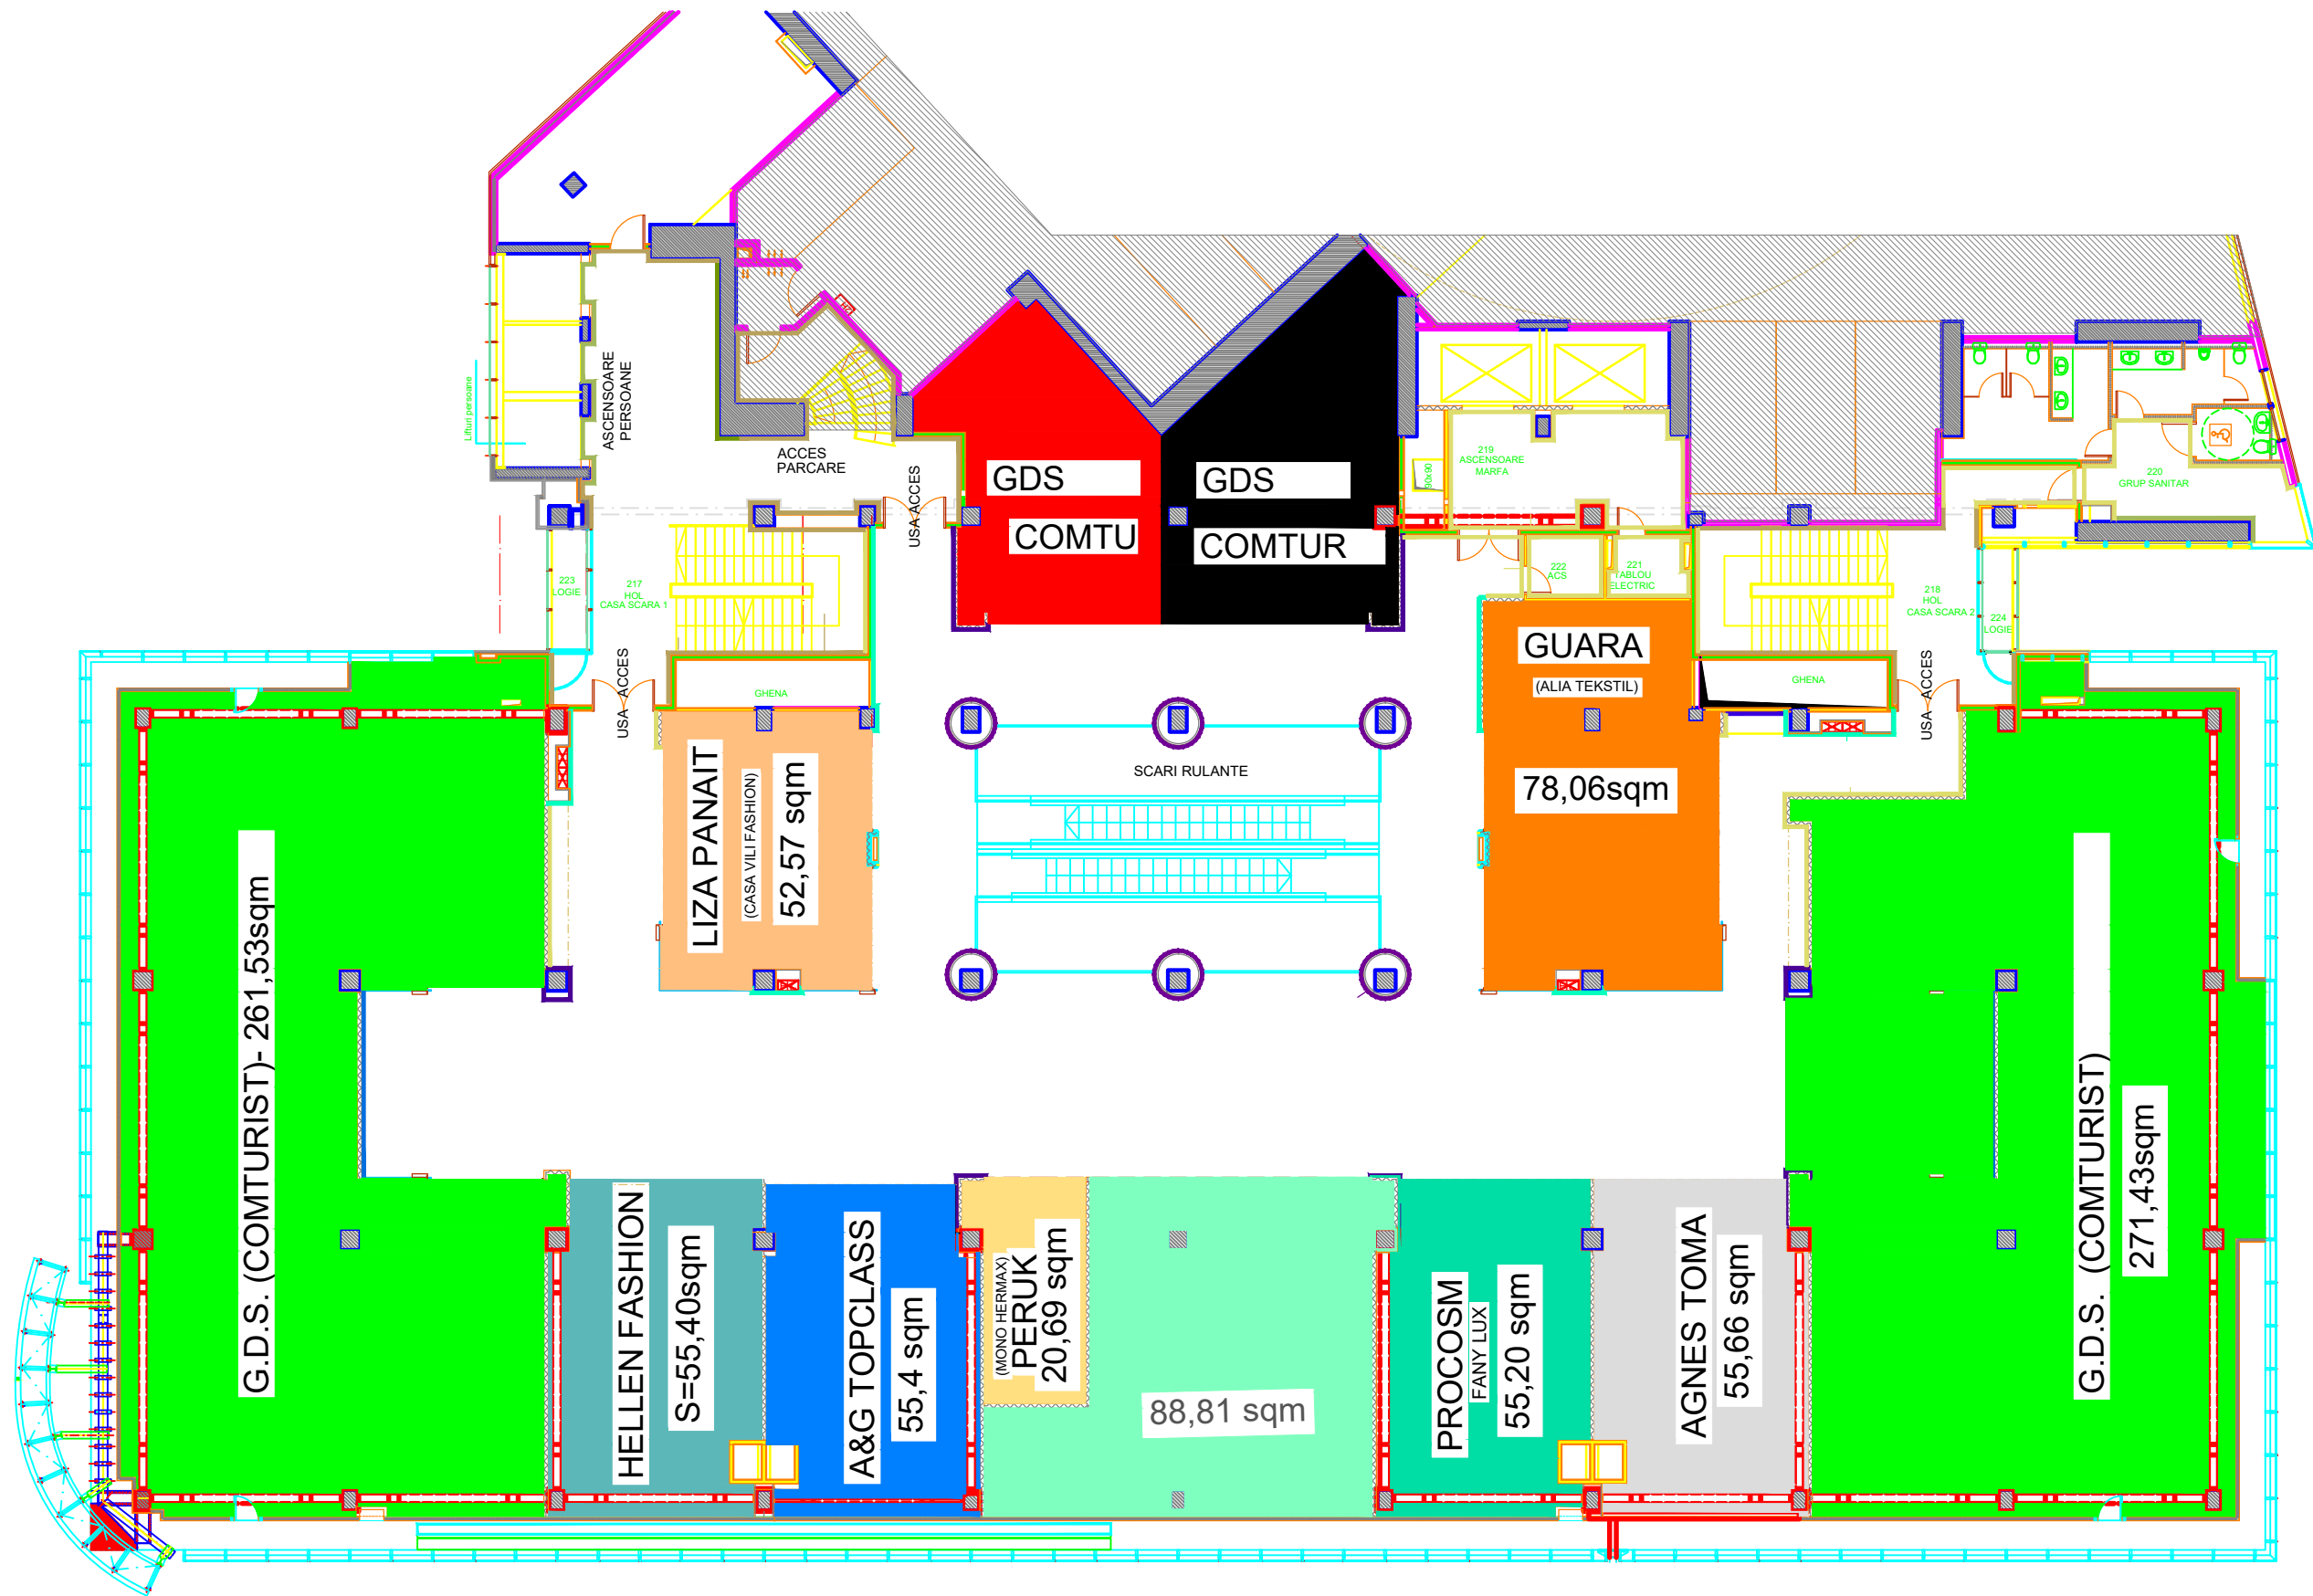 Lifturi persoane
ASCENSOARE
PERSOANE
ACCES
PARCARE
USA ACCES
GDS
COMTU
GDS
COMTUR
90x90
219
ASCENSOARE
MARFA
220
GRUP SANITAR
223
LOGIE
217
HOL
CASA SCARA 1
222
ACS
221
TABLOU
ELECTRIC
218
HOL
CASA SCARA 2
224
LOGIE
USA ACCES
GHENA
GUARA
(ALIA TEKSTIL)
78,06sqm
GHENA
USA ACCES
LIZA PANAIT
(CASA VILI FASHION)
52,57 sqm
SCARI RULANTE
G.D.S. (COMTURIST)- 261,53sqm
G.D.S. (COMTURIST)
271,43sqm
HELLEN FASHION
S=55,40sqm
A&G TOPCLASS
55,4 sqm
(MONO HERMAX)
PERUK
20,69 sqm
88,81 sqm
PROCOSM
FANY LUX
55,20 sqm
AGNES TOMA
55,66 sqm